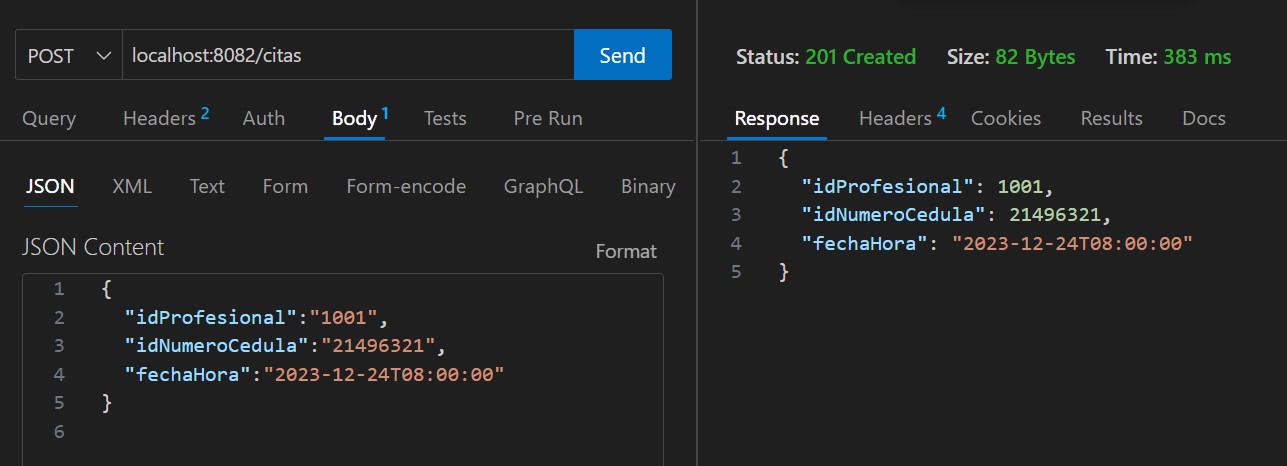 POST localhost:8082/citas Send
Query Headers 2 Auth Body 1 Tests Pre Run
JSON XML Text Form Form-encode GraphQL Binary
JSON Content Format
1 {
2 "idProfesional":"1001",
3 "idNumeroCedula":"21496321",
4 "fechaHora":"2023-12-24T08:00:00"
5 }
6
Status: 201 Created Size: 82 Bytes Time: 383 ms
Response Headers 4 Cookies Results Docs
1 {
2 "idProfesional": 1001,
3 "idNumeroCedula": 21496321,
4 "fechaHora": "2023-12-24T08:00:00"
5 }